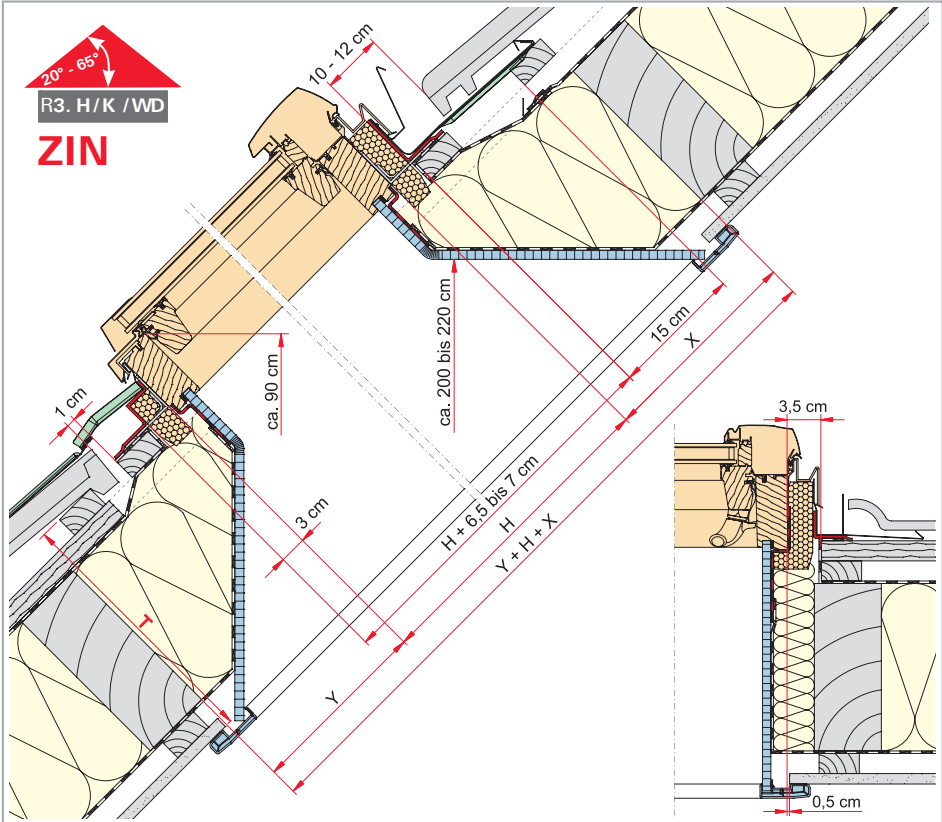 20° - 65°
R3. H/K /WD
ZIN
10 - 12 cm
15 cm
X
ca. 200 bis 220 cm
ca. 90 cm
1 cm
3,5 cm
H + 6,5 bis 7 cm
H
Y + H + X
3 cm
T
Y
0,5 cm